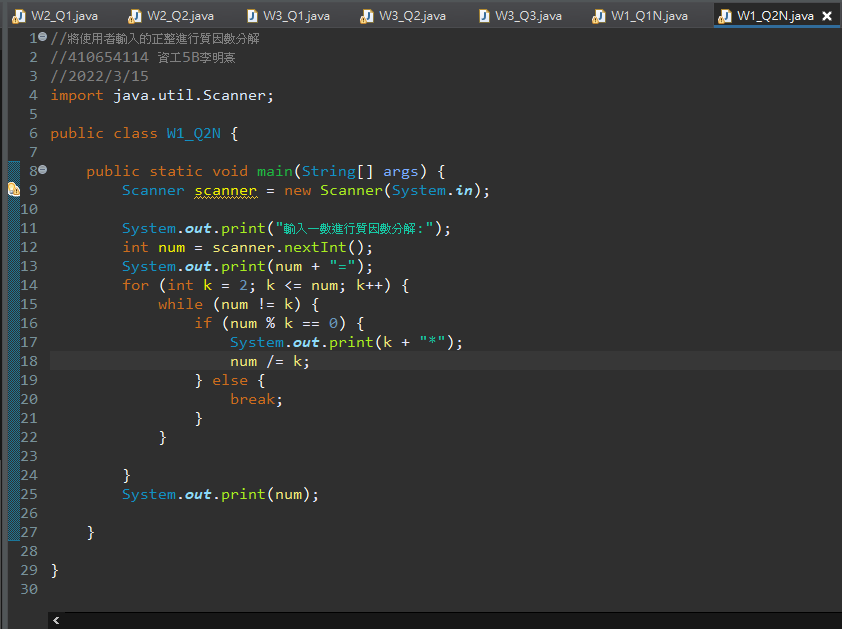 W2_Q1.java W2_Q2.java W3_Q1.java W3_Q2.java W3_Q3.java W1_Q1N.java W1_Q2N.java
1 //將使用者輸入的正整進行質因數分解
2 //410654114 資工5B李明熹
3 //2022/3/15
4 import java.util.Scanner;
5
6 public class W1_Q2N {
7
8 public static void main(String[] args) {
9 Scanner scanner = new Scanner(System.in);
10
11 System.out.print("輸入一數進行質因數分解:");
12 int num = scanner.nextInt();
13 System.out.print(num + "=");
14 for (int k = 2; k <= num; k++) {
15 while (num != k) {
16 if (num % k == 0) {
17 System.out.print(k + "*");
18 num /= k;
19 } else {
20 break;
21 }
22 }
23
24 }
25 System.out.print(num);
26
27 }
28
29 }
30